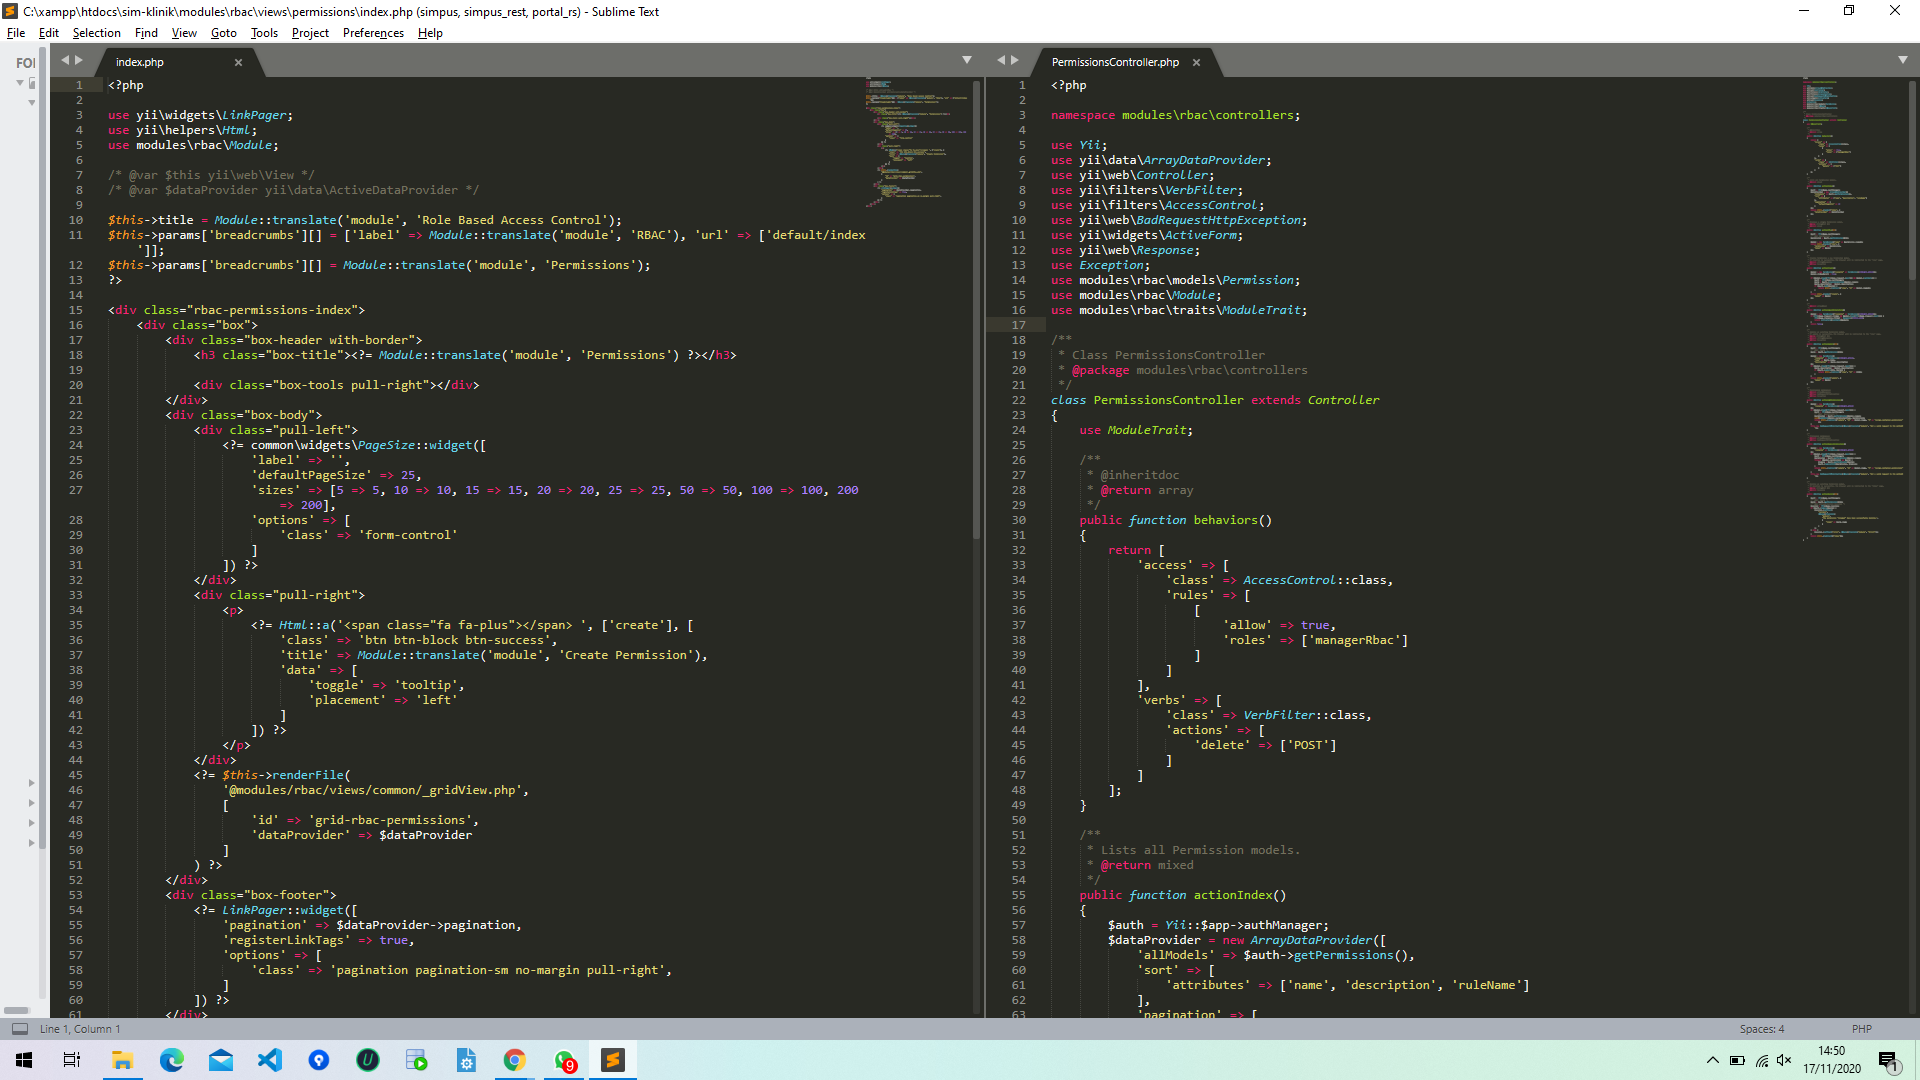 C:\xampp\htdocs\sim-klinik\modules\rbac\views\permissions\index.php (simpus, simpus_rest, portal_rs) - Sublime Text
File Edit Selection Find View Goto Tools Project Preferences Help
FOI
index.php
1 <?php
2
3 use yii\widgets\LinkPager;
4 use yii\helpers\Html;
5 use modules\rbac\Module;
6
7 /* @var $this yii\web\View */
8 /* @var $dataProvider yii\data\ActiveDataProvider */
9
10 $this->title = Module::translate('module', 'Role Based Access Control');
11 $this->params['breadcrumbs'][] = ['label' => Module::translate('module', 'RBAC'), 'url' => ['default/index
']];
12 $this->params['breadcrumbs'][] = Module::translate('module', 'Permissions');
13 ?>
14
15 <div class="rbac-permissions-index">
16 <div class="box">
17 <div class="box-header with-border">
18 <h3 class="box-title"><?= Module::translate('module', 'Permissions') ?></h3>
19
20 <div class="box-tools pull-right"></div>
21 </div>
22 <div class="box-body">
23 <div class="pull-left">
24 <?= common\widgets\PageSize::widget([
25 'label' => '',
26 'defaultPageSize' => 25,
27 'sizes' => [5 => 5, 10 => 10, 15 => 15, 20 => 20, 25 => 25, 50 => 50, 100 => 100, 200
=> 200],
28 'options' => [
29 'class' => 'form-control'
30 ]
31 ]) ?>
32 </div>
33 <div class="pull-right">
34 <p>
35 <?= Html::a('<span class="fa fa-plus"></span> ', ['create'], [
36 'class' => 'btn btn-block btn-success',
37 'title' => Module::translate('module', 'Create Permission'),
38 'data' => [
39 'toggle' => 'tooltip',
40 'placement' => 'left'
41 ]
42 ]) ?>
43 </p>
44 </div>
45 <?= $this->renderFile(
46 '@modules/rbac/views/common/_gridView.php',
47 [
48 'id' => 'grid-rbac-permissions',
49 'dataProvider' => $dataProvider
50 ]
51 ) ?>
52 </div>
53 <div class="box-footer">
54 <?= LinkPager::widget([
55 'pagination' => $dataProvider->pagination,
56 'registerLinkTags' => true,
57 'options' => [
58 'class' => 'pagination pagination-sm no-margin pull-right',
59 ]
60 ]) ?>
61 </div>
PermissionsController.php
1 <?php
2
3 namespace modules\rbac\controllers;
4
5 use Yii;
6 use yii\data\ArrayDataProvider;
7 use yii\web\Controller;
8 use yii\filters\VerbFilter;
9 use yii\filters\AccessControl;
10 use yii\web\BadRequestHttpException;
11 use yii\widgets\ActiveForm;
12 use yii\web\Response;
13 use Exception;
14 use modules\rbac\models\Permission;
15 use modules\rbac\Module;
16 use modules\rbac\traits\ModuleTrait;
17
18 /**
19 * Class PermissionsController
20 * @package modules\rbac\controllers
21 */
22 class PermissionsController extends Controller
23 {
24 use ModuleTrait;
25
26 /**
27 * @inheritdoc
28 * @return array
29 */
30 public function behaviors()
31 {
32 return [
33 'access' => [
34 'class' => AccessControl::class,
35 'rules' => [
36 [
37 'allow' => true,
38 'roles' => ['managerRbac']
39 ]
40 ]
41 ],
42 'verbs' => [
43 'class' => VerbFilter::class,
44 'actions' => [
45 'delete' => ['POST']
46 ]
47 ]
48 ];
49 }
50
51 /**
52 * Lists all Permission models.
53 * @return mixed
54 */
55 public function actionIndex()
56 {
57 $auth = Yii::$app->authManager;
58 $dataProvider = new ArrayDataProvider([
59 'allModels' => $auth->getPermissions(),
60 'sort' => [
61 'attributes' => ['name', 'description', 'ruleName']
62 ],
63 'pagination' => [
Line 1, Column 1
Spaces: 4
PHP
9
14:50
17/11/2020
1